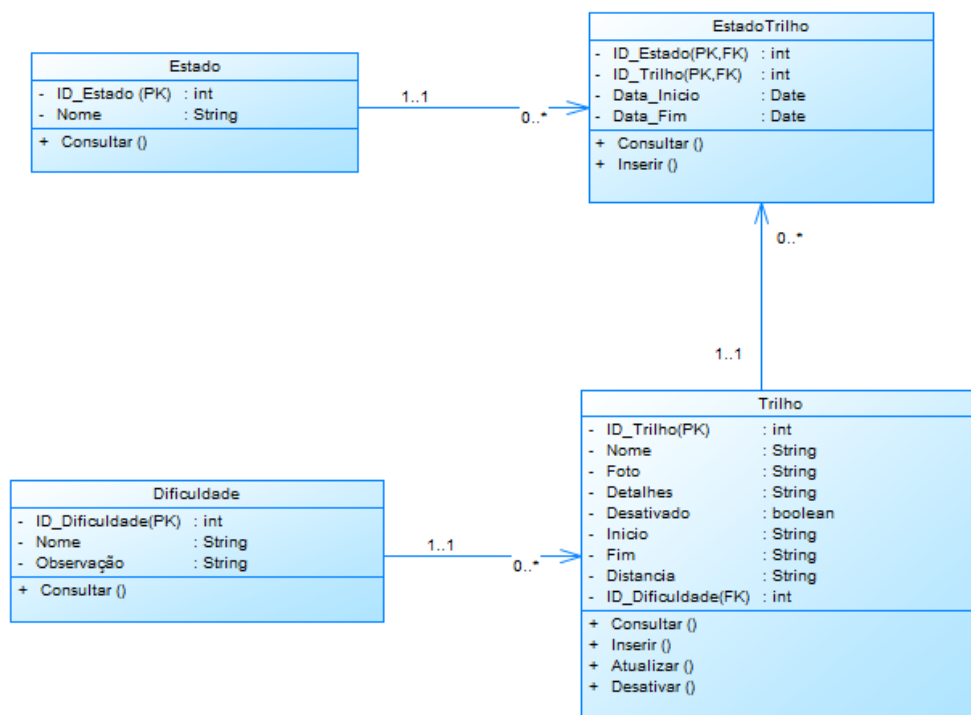 Estado
- ID_Estado (PK) : int
- Nome : String
+ Consultar ()
1..1
0..*
EstadoTrilho
- ID_Estado(PK,FK) : int
- ID_Trilho(PK,FK) : int
- Data_Inicio : Date
- Data_Fim : Date
+ Consultar ()
+ Inserir ()
0..*
1..1
Dificuldade
- ID_Dificuldade(PK) : int
- Nome : String
- Observação : String
+ Consultar ()
1..1
0..*
Trilho
- ID_Trilho(PK) : int
- Nome : String
- Foto : String
- Detalhes : String
- Desativado : boolean
- Inicio : String
- Fim : String
- Distancia : String
- ID_Dificuldade(FK) : int
+ Consultar ()
+ Inserir ()
+ Atualizar ()
+ Desativar ()